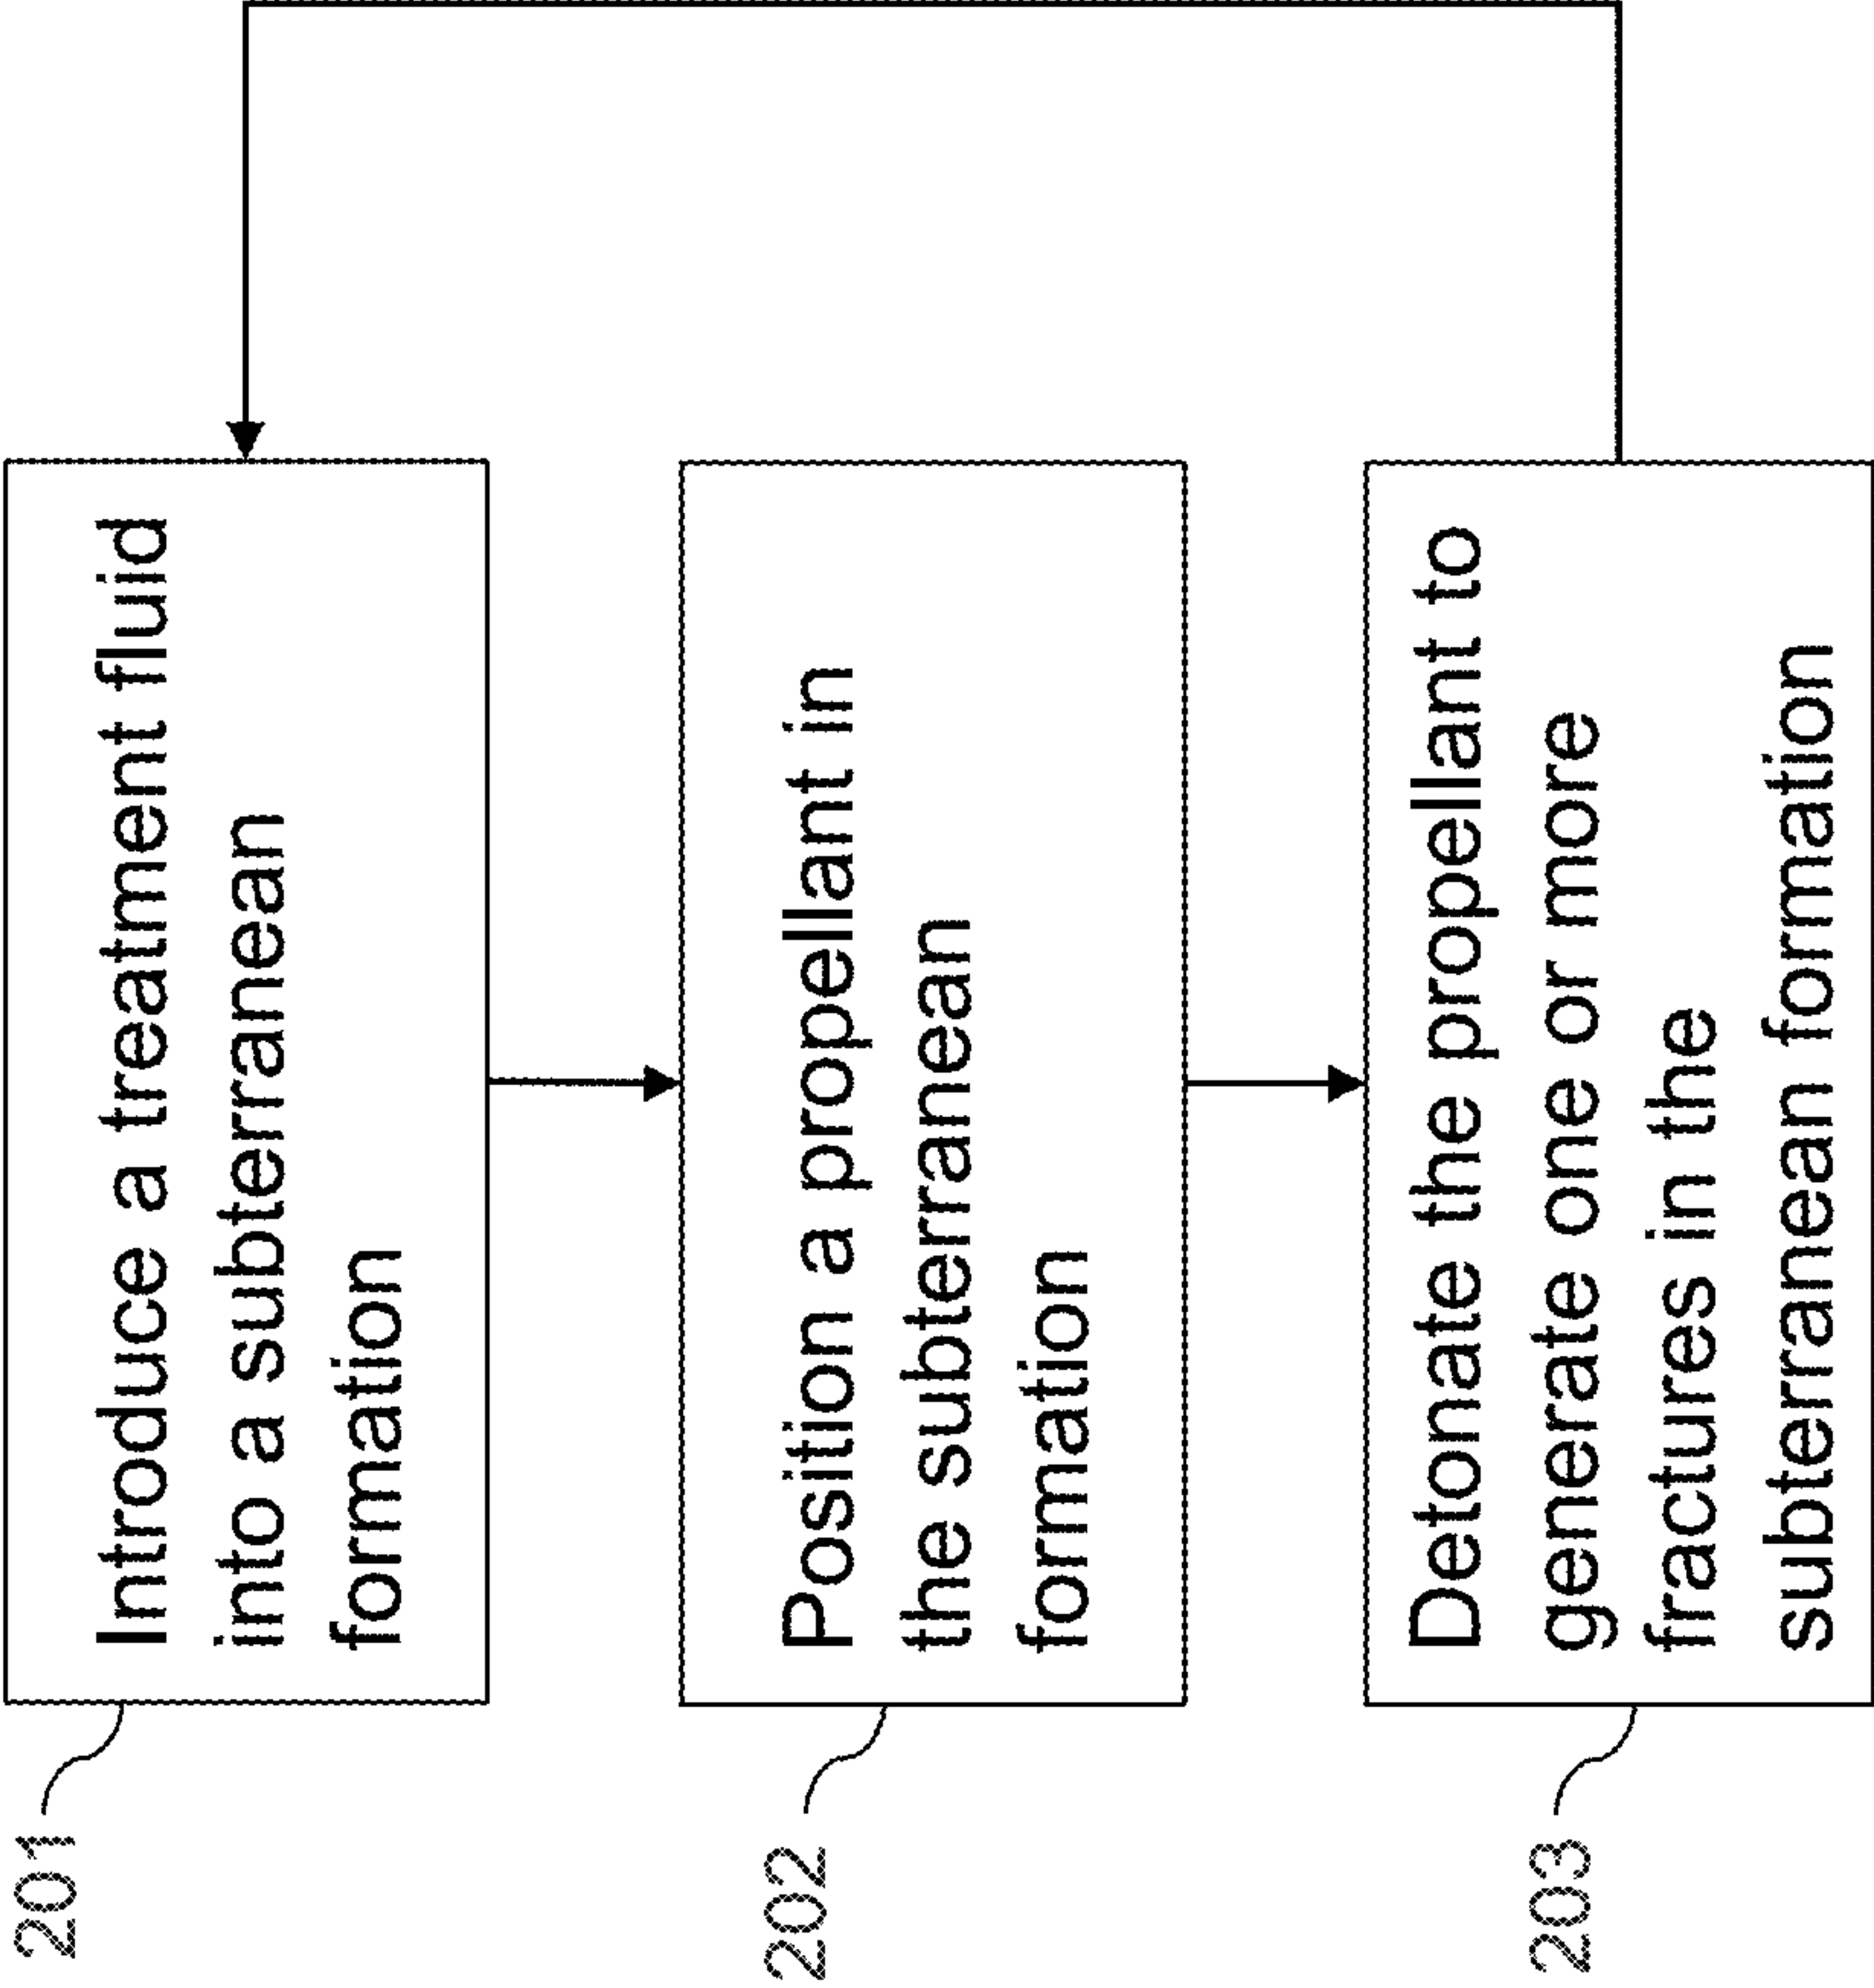 201
Introduce a treatment fluid
into a subterranean
formation
202
Position a propellant in
the subterranean
formation
203
Detonate the propellant to
generate one or more
fractures in the
subterranean formation